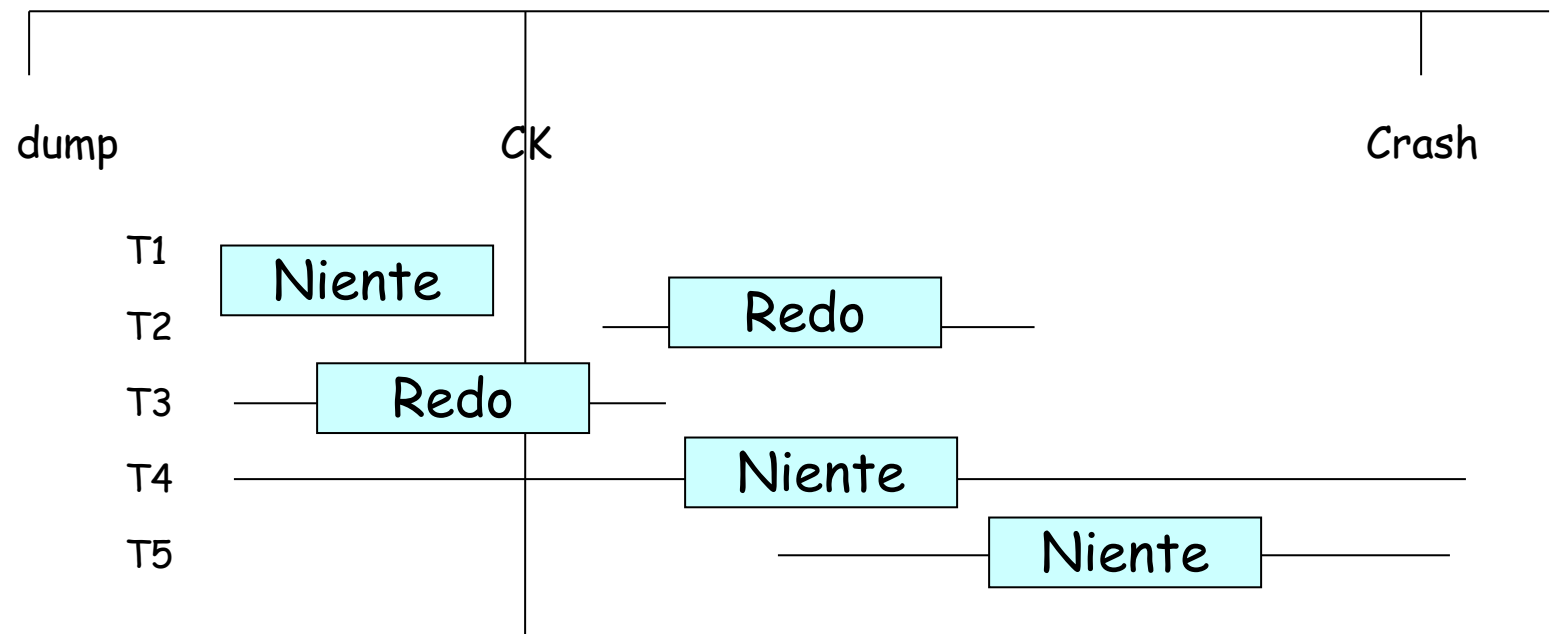 dump CK Crash
T1 Niente
T2 Redo
T3 Redo
T4 Niente
T5 Niente